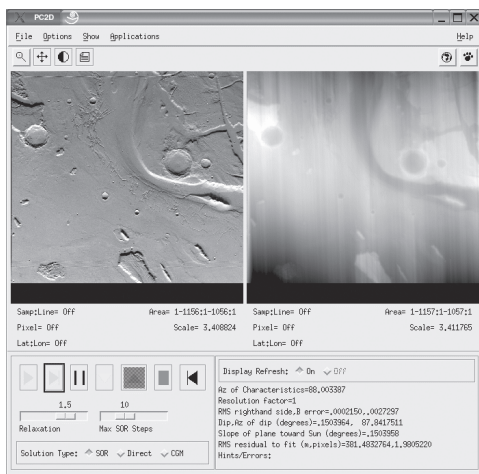 PC2D
File Options Show Applications Help
Samp;Line= Off Area= 1-1156;1-1056;1
Pixel= Off Scale= 3.408824
Lat;Lon= Off
Samp;Line= Off Area= 1-1157;1-1057;1
Pixel= Off Scale= 3.411765
Lat;Lon= Off
1.5 10
Relaxation Max SOR Steps
Solution Type: SOR Direct CGM
Display Refresh: On Off
Az of Characteristics=88.003387
Resolution factor=1
RMS righthand side,B error=.0002150,.0027297
Dip,Az of dip (degrees)=.1503964, 87.8417511
Slope of plane toward Sun (degrees)=.1503958
RMS residual to fit (m,pixels)=381.4832764,1.9805220
Hints/Errors: